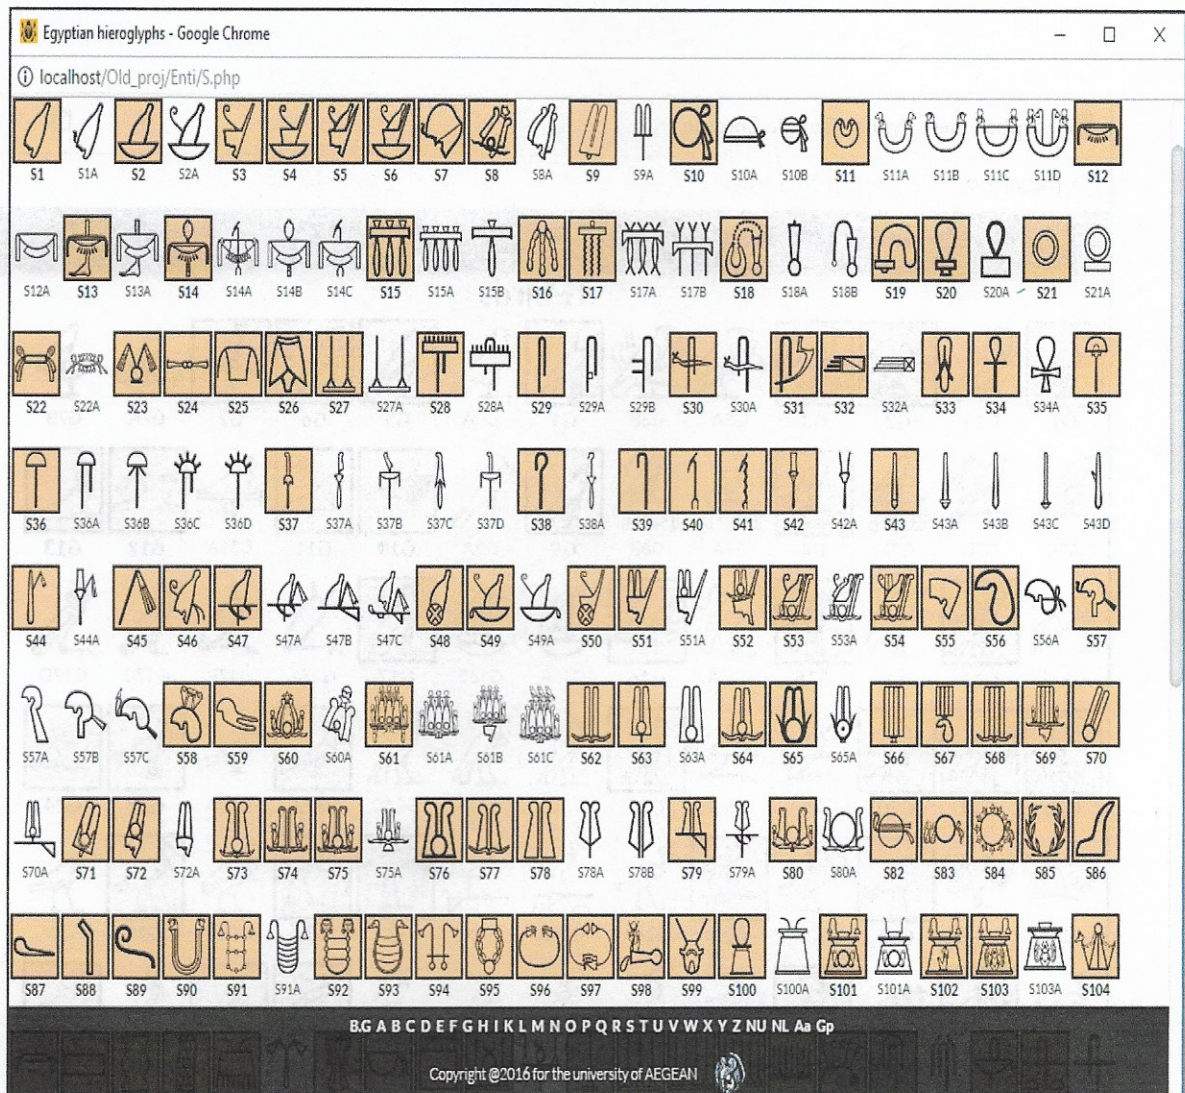 Egyptian hieroglyphs - Google Chrome
localhost/Old_proj/Enti/S.php
S1 S1A S2 S2A S3 S4 S5 S6 S7 S8 S8A S9 S9A S10 S10A S10B S11 S11A S11B S11C S11D S12
S12A S13 S13A S14 S14A S14B S14C S15 S15A S15B S16 S17 S17A S17B S18 S18A S18B S19 S20 S20A S21 S21A
S22 S22A S23 S24 S25 S26 S27 S27A S28 S28A S29 S29A S29B S30 S30A S31 S32 S32A S33 S34 S34A S35
S36 S36A S36B S36C S36D S37 S37A S37B S37C S37D S38 S38A S39 S40 S41 S42 S42A S43 S43A S43B S43C S43D
S44 S44A S45 S46 S47 S47A S47B S47C S48 S49 S49A S50 S51 S51A S52 S53 S53A S54 S55 S56 S56A S57
S57A S57B S57C S58 S59 S60 S60A S61 S61A S61B S61C S62 S63 S63A S64 S65 S65A S66 S67 S68 S69 S70
S70A S71 S72 S72A S73 S74 S75 S75A S76 S77 S78 S78A S78B S79 S79A S80 S80A S82 S83 S84 S85 S86
S87 S88 S89 S90 S91 S91A S92 S93 S94 S95 S96 S97 S98 S99 S100 S100A S101 S101A S102 S103 S103A S104
B.G A B C D E F G H I K L M N O P Q R S T U V W X Y Z NU NL Aa Gp
Copyright @2016 for the university of AEGEAN